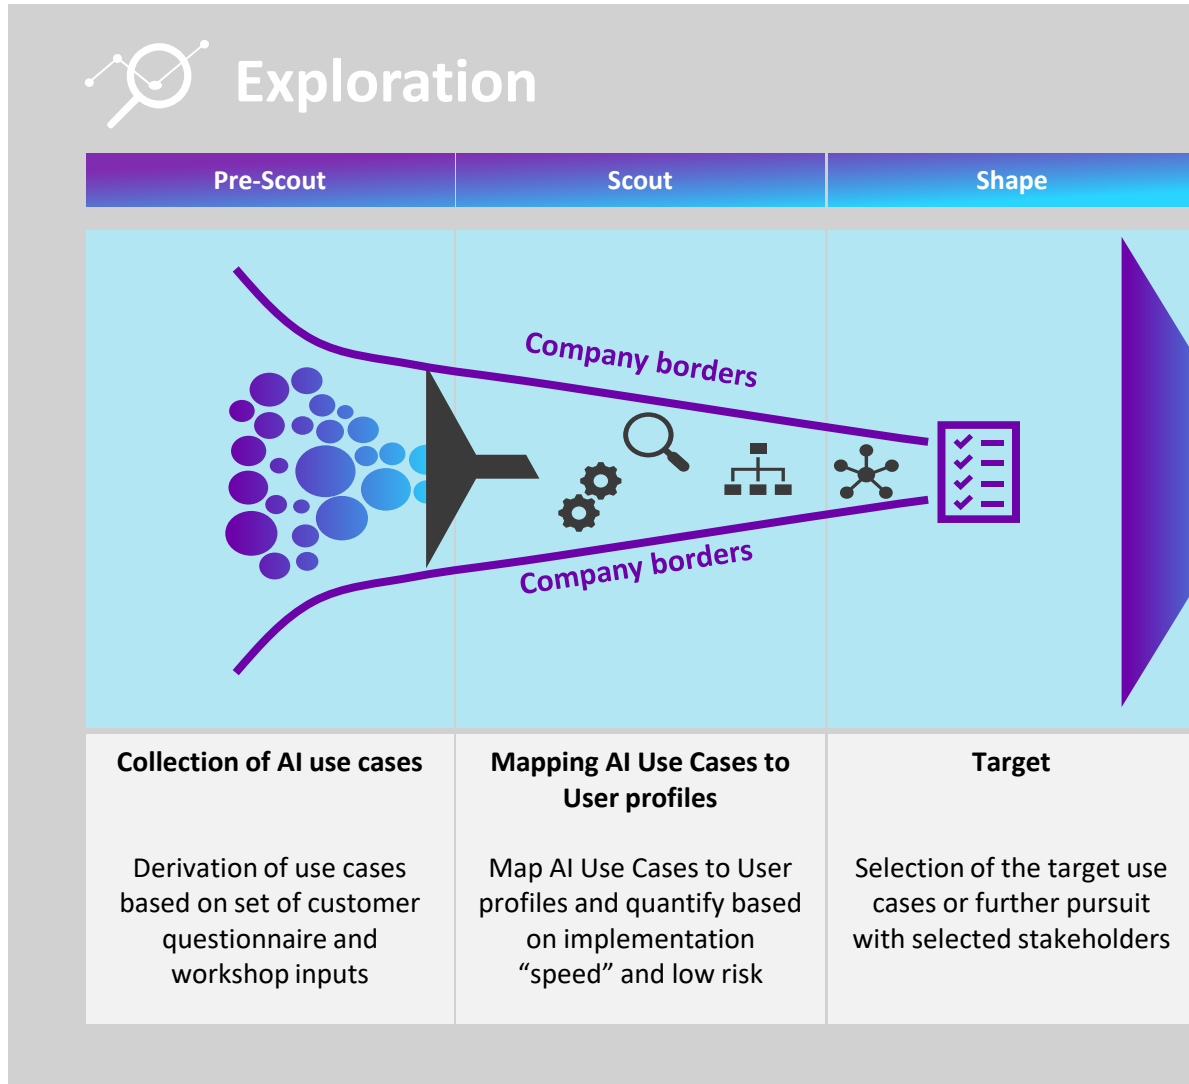 Exploration
Pre-Scout
Scout
Shape
Company borders
Company borders
Collection of AI use cases
Derivation of use cases
based on set of customer
questionnaire and
workshop inputs
Mapping AI Use Cases to
User profiles
Map AI Use Cases to User
profiles and quantify based
on implementation
“speed” and low risk
Target
Selection of the target use
cases or further pursuit
with selected stakeholders